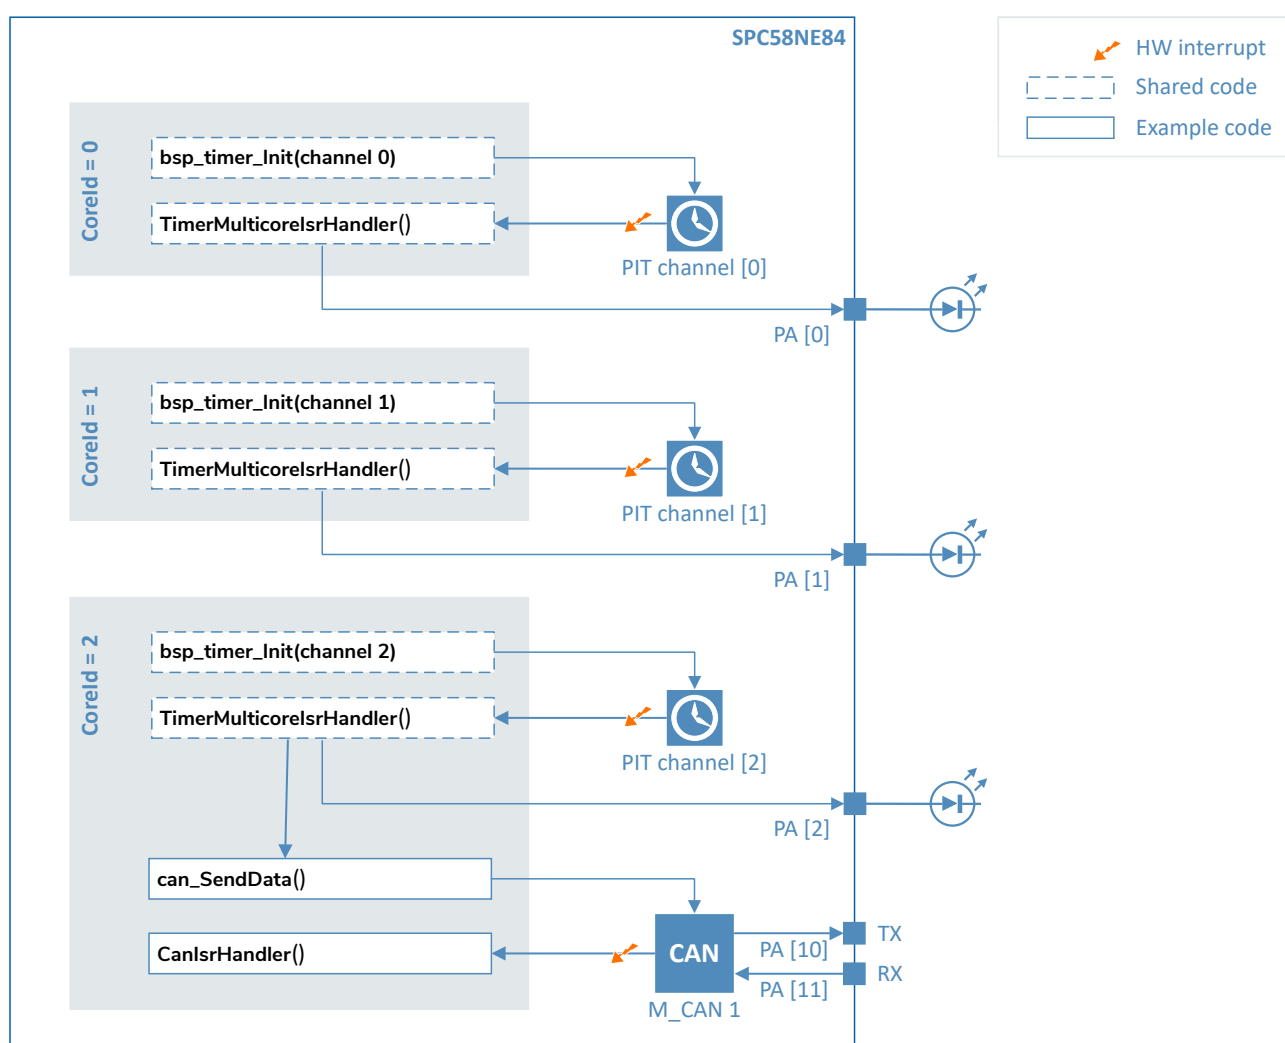 SPC58NE84
HW interrupt
Shared code
Example code
CoreId = 0
bsp_timer_Init(channel 0)
TimerMulticoreIsrHandler()
PIT channel [0]
PA [0]
CoreId = 1
bsp_timer_Init(channel 1)
TimerMulticoreIsrHandler()
PIT channel [1]
PA [1]
CoreId = 2
bsp_timer_Init(channel 2)
TimerMulticoreIsrHandler()
PIT channel [2]
PA [2]
can_SendData()
CanIsrHandler()
CAN
M_CAN 1
PA [10]
TX
PA [11]
RX